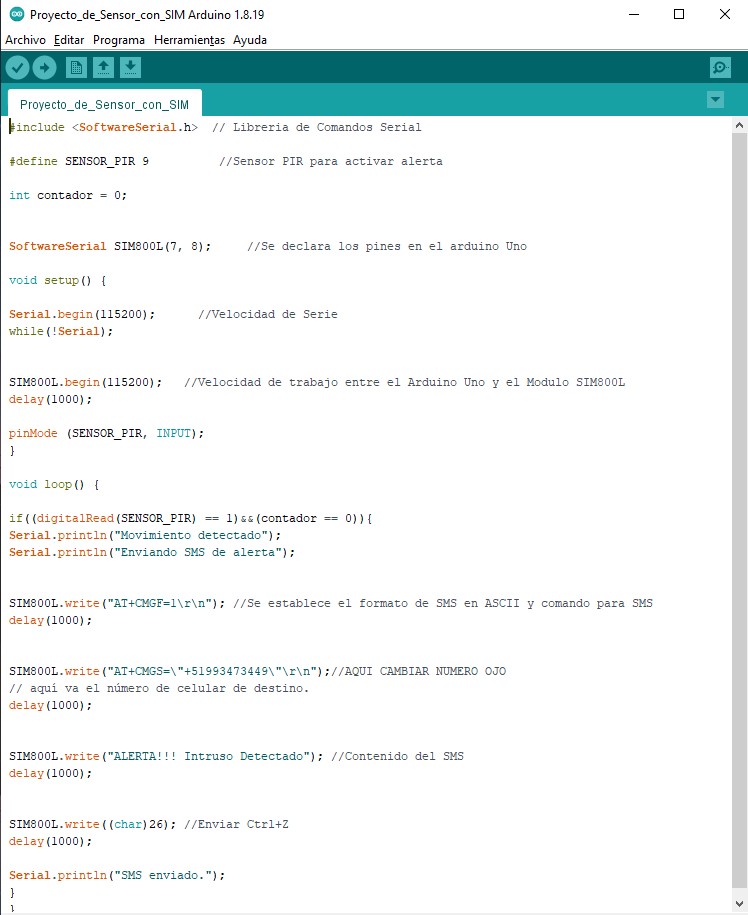 Proyecto_de_Sensor_con_SIM Arduino 1.8.19
Archivo Editar Programa Herramientas Ayuda
Proyecto_de_Sensor_con_SIM
#include <SoftwareSerial.h>  // Libreria de Comandos Serial
#define SENSOR_PIR 9          //Sensor PIR para activar alerta
int contador = 0;
SoftwareSerial SIM800L(7, 8);     //Se declara los pines en el arduino Uno
void setup() {
Serial.begin(115200);      //Velocidad de Serie
while(!Serial);
SIM800L.begin(115200);   //Velocidad de trabajo entre el Arduino Uno y el Modulo SIM800L
delay(1000);
pinMode (SENSOR_PIR, INPUT);
}
void loop() {
if((digitalRead(SENSOR_PIR) == 1)&&(contador == 0)){
Serial.println("Movimiento detectado");
Serial.println("Enviando SMS de alerta");
SIM800L.write("AT+CMGF=1\r\n"); //Se establece el formato de SMS en ASCII y comando para SMS
delay(1000);
SIM800L.write("AT+CMGS=\"+51993473449\"\r\n");//AQUI CAMBIAR NUMERO OJO
// aquí va el número de celular de destino.
delay(1000);
SIM800L.write("ALERTA!!! Intruso Detectado"); //Contenido del SMS
delay(1000);
SIM800L.write((char)26); //Enviar Ctrl+Z
delay(1000);
Serial.println("SMS enviado.");
}
}